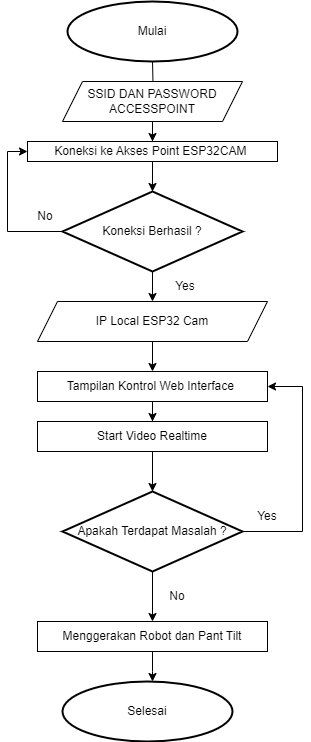 Mulai
SSID DAN PASSWORD
ACCESSPOINT
Koneksi ke Akses Point ESP32CAM
No
Koneksi Berhasil ?
Yes
IP Local ESP32 Cam
Tampilan Kontrol Web Interface
Start Video Realtime
Yes
Apakah Terdapat Masalah ?
No
Menggerakan Robot dan Pant Tilt
Selesai